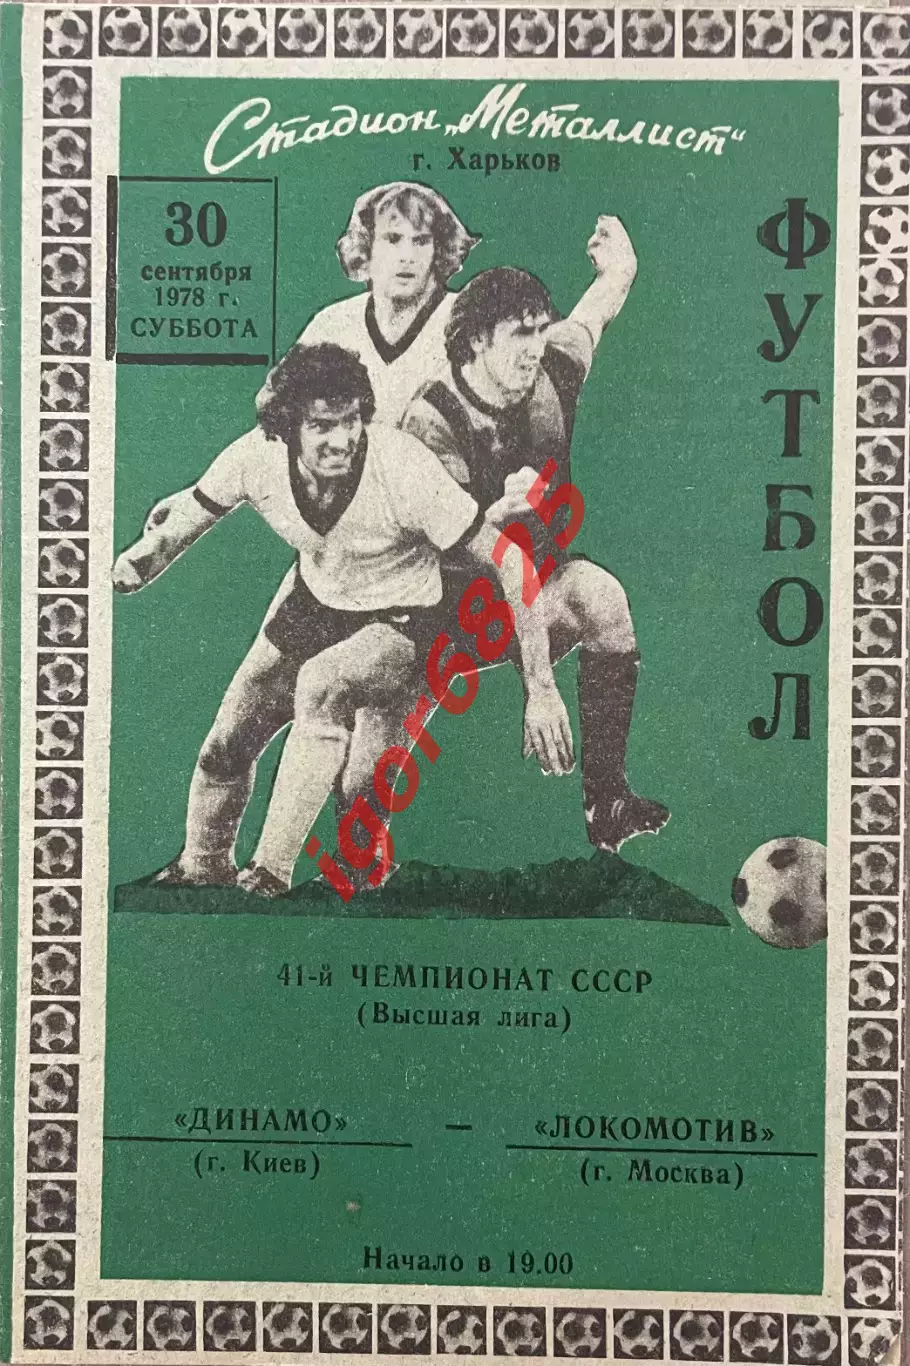 Стадион „Металлист"
г. Харьков
30
сентября
1978 г.
СУББОТА
ФУТБОЛ
igor6825
41-й ЧЕМПИОНАТ СССР
(Высшая лига)
«ДИНАМО» — «ЛОКОМОТИВ»
(г. Киев) (г. Москва)
Начало в 19.00